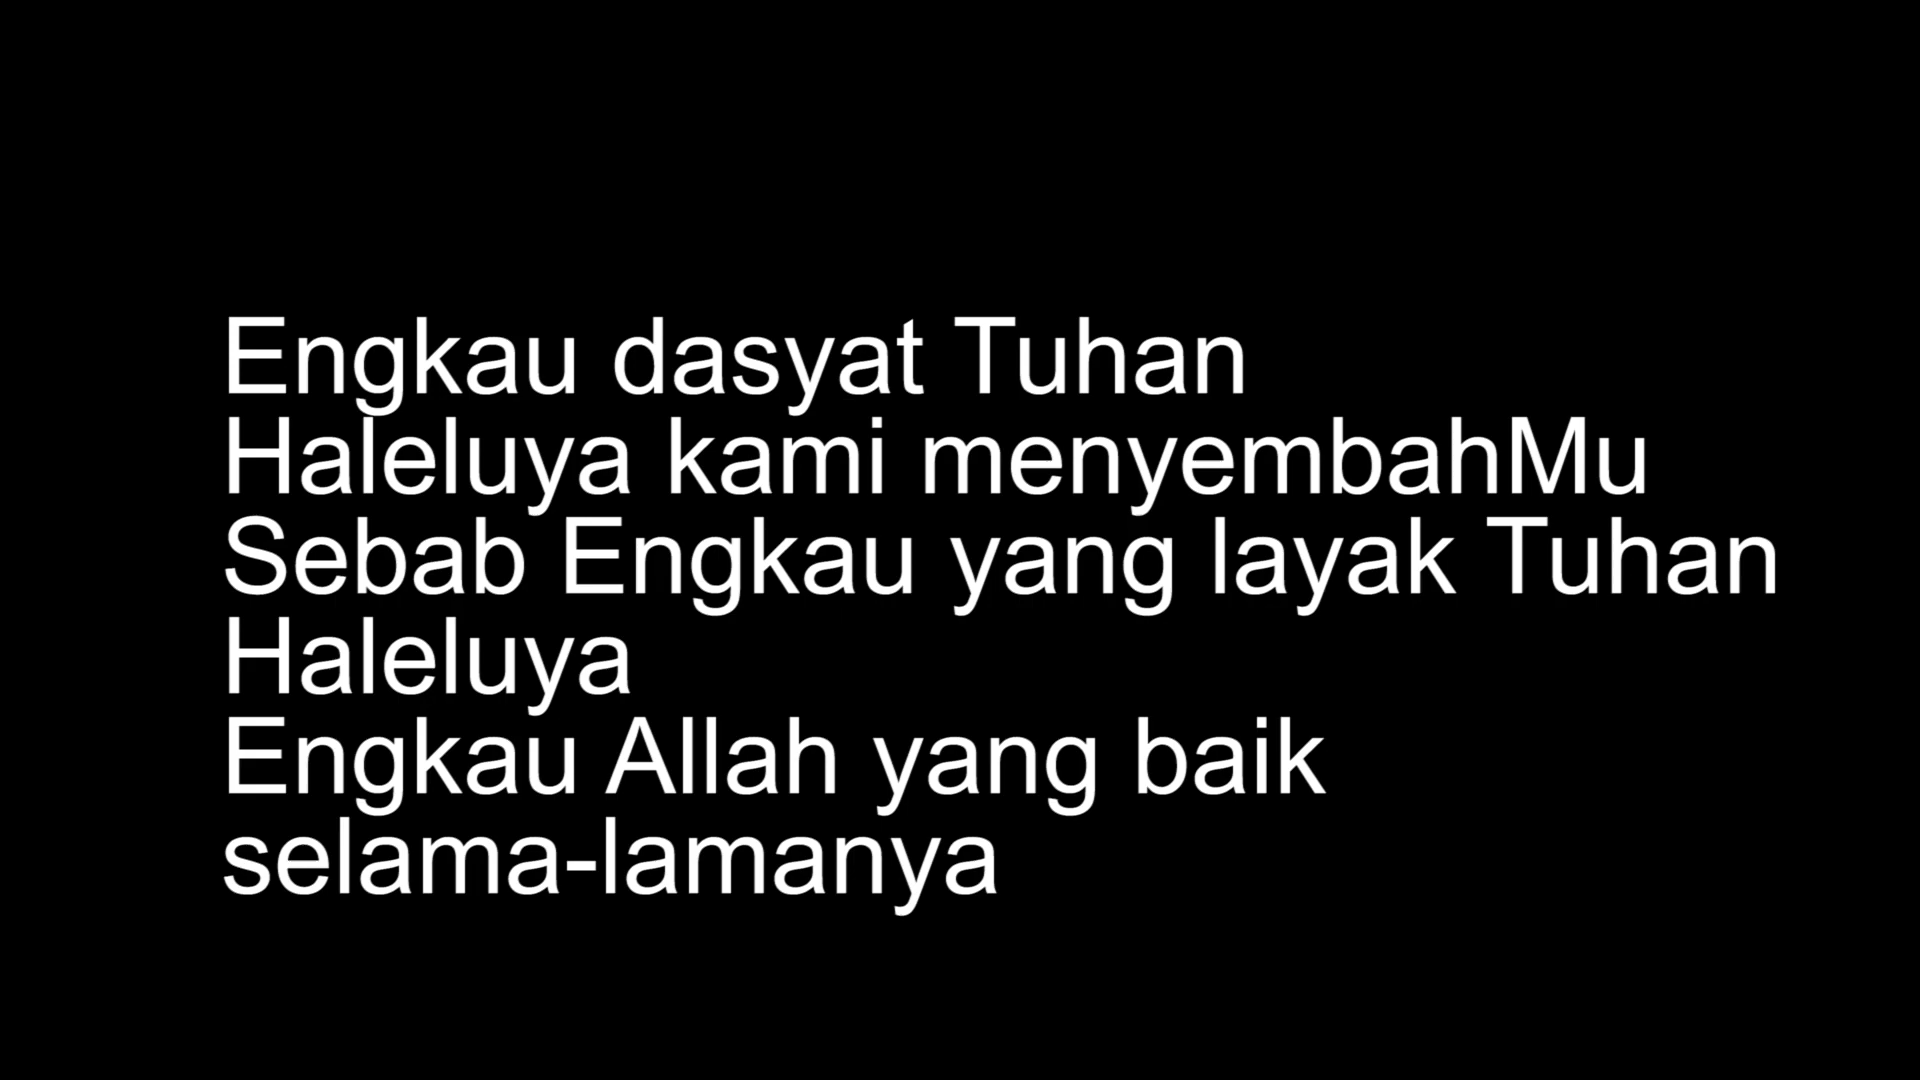 Engkau dasyat Tuhan
Haleluya kami menyembahMu
Sebab Engkau yang layak Tuhan
Haleluya
Engkau Allah yang baik
selama-lamanya